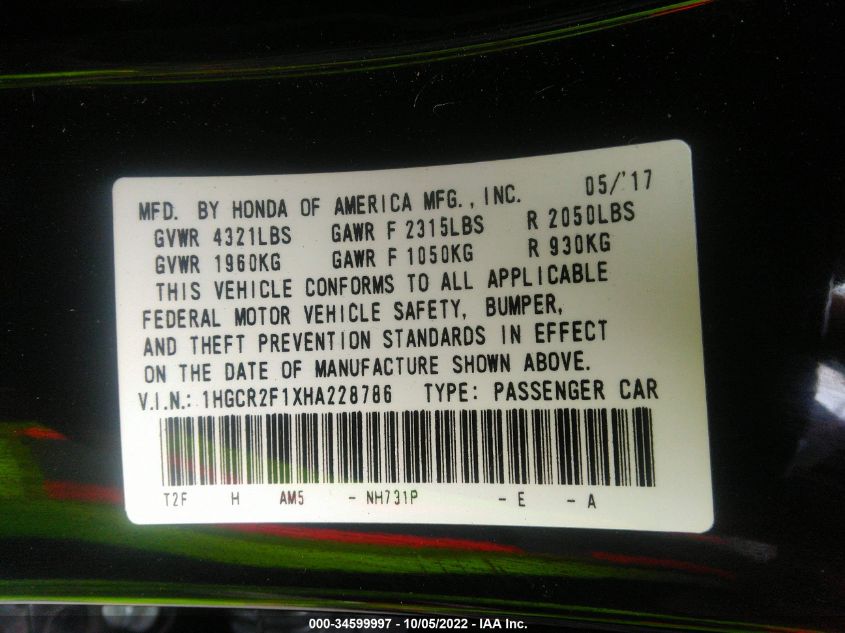 MFD. BY HONDA OF AMERICA MFG., INC. 05/'17
GVWR 4321LBS GAWR F 2315LBS R 2050LBS
GVWR 1960KG GAWR F 1050KG R 930KG
THIS VEHICLE CONFORMS TO ALL APPLICABLE
FEDERAL MOTOR VEHICLE SAFETY, BUMPER,
AND THEFT PREVENTION STANDARDS IN EFFECT
ON THE DATE OF MANUFACTURE SHOWN ABOVE.
V.I.N.: 1HGCR2F1XHA228786 TYPE: PASSENGER CAR
T2F H AM5 - NH731P - E - A
000-34599997 - 10/05/2022 - IAA Inc.